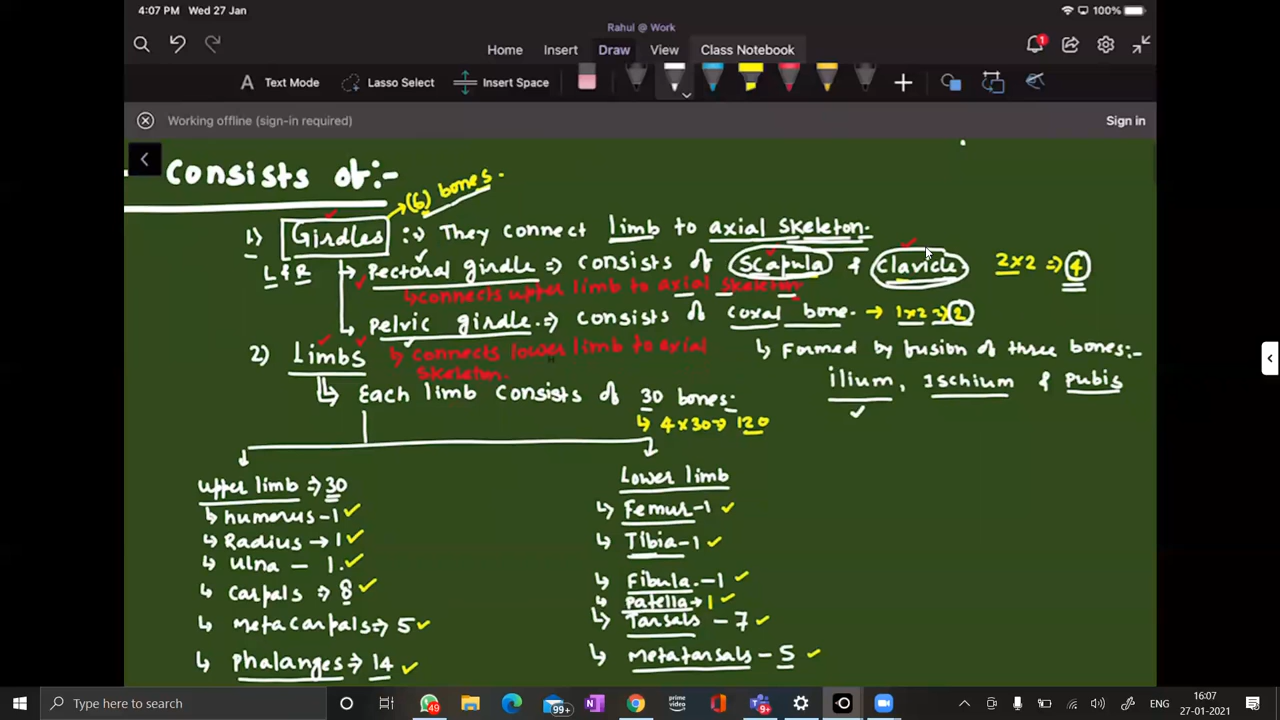 4:07 PM Wed 27 Jan
100%
Rahul @ Work
Home Insert Draw View Class Notebook
1
Text Mode Lasso Select Insert Space
Working offline (sign-in required) Sign in
Consists of:-
(6) bones.
1) Girdles :→ They connect limb to axial skeleton.
L & R → Pectoral girdle ⇒ consists of Scapula & Clavicle 2×2 ⇒ 4
↳connects upper limb to axial skeleton.
↳ Pelvic girdle.⇒ consists of coxal bone. → 1×2 ⇒ 2
2) Limbs ↳ connects lower limb to axial ↳ Formed by fusion of three bones:-
skeleton.
ilium, Ischium & Pubis
↳ Each limb consists of 30 bones:
↳ 4×30 ⇒ 120
upper limb ⇒ 30 Lower limb
↳ humerus-1 ↳ Femur-1
↳ Radius → 1 ↳ Tibia-1
↳ ulna - 1. ↳ Fibula.-1
↳ carpals ⇒ 8 ↳ Patella → 1
↳ metacarpals ⇒ 5 ↳ Tarsals - 7
↳ phalanges ⇒ 14 ↳ metatarsals - 5
Type here to search
49
99+
9+
16:07
27-01-2021